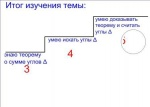 Итог изучения темы:
умею доказывать
теорему и считать
углы Δ
умею искать углы Δ
знаю теорему
о сумме углов Δ
4
3